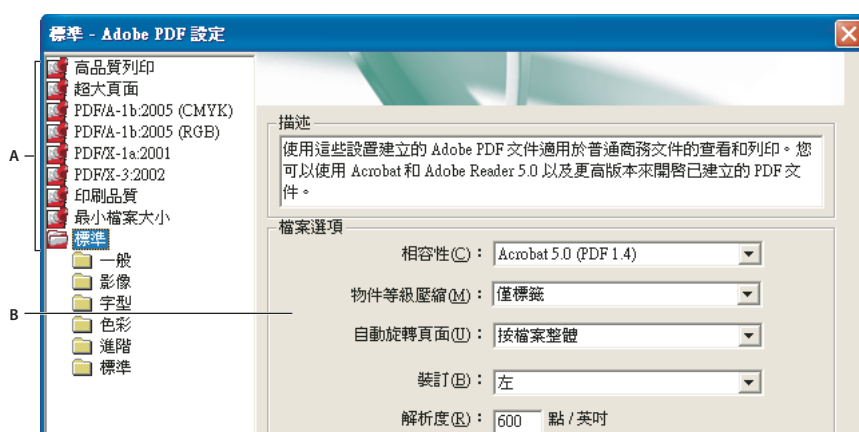 標準 - Adobe PDF 設定
高品質列印
超大頁面
PDF/A-1b:2005 (CMYK)
PDF/A-1b:2005 (RGB)
PDF/X-1a:2001
PDF/X-3:2002
印刷品質
最小檔案大小
標準
一般
影像
字型
色彩
進階
標準
A
B
描述
使用這些設置建立的 Adobe PDF 文件適用於普通商務文件的查看和列印。您
可以使用 Acrobat 和 Adobe Reader 5.0 以及更高版本來開啓已建立的 PDF 文
件。
檔案選項
相容性(C)： Acrobat 5.0 (PDF 1.4)
物件等級壓縮(M)： 僅標籤
自動旋轉頁面(U)： 按檔案整體
裝訂(B)： 左
解析度(R)： 600 點 / 英吋